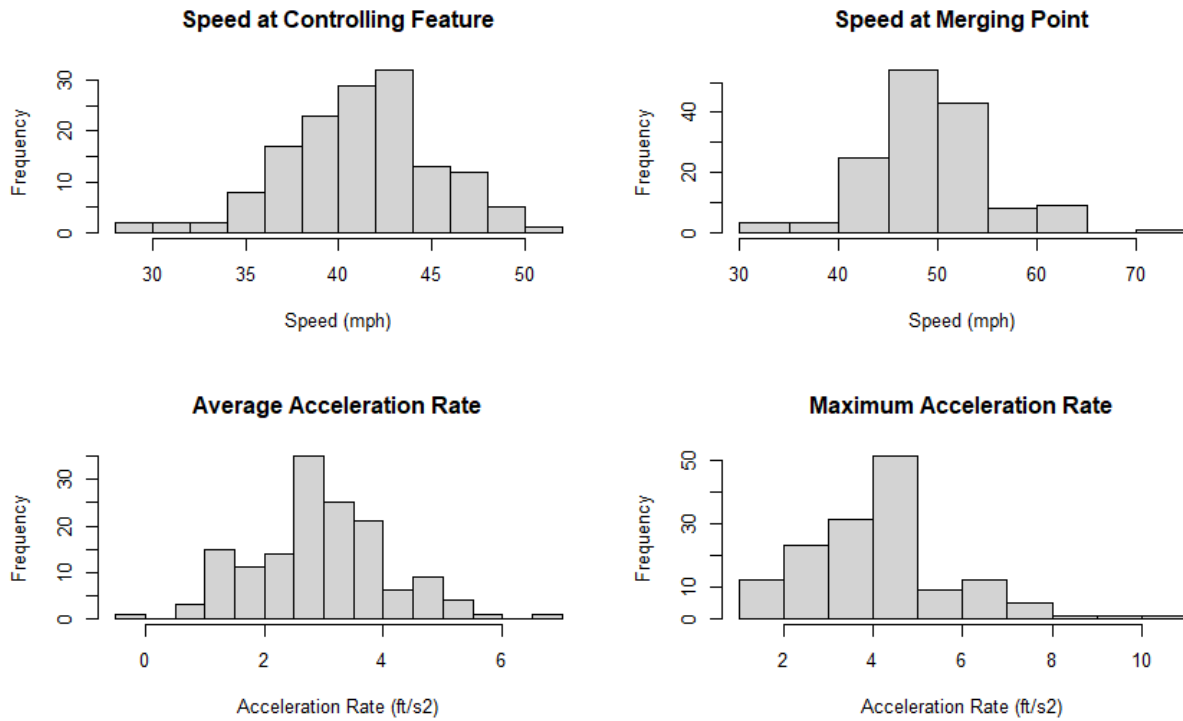 Speed at Controlling Feature
Frequency
0 10 20 30
30 35 40 45 50
Speed (mph)
Speed at Merging Point
Frequency
0 20 40
30 40 50 60 70
Speed (mph)
Average Acceleration Rate
Frequency
0 10 20 30
0 2 4 6
Acceleration Rate (ft/s2)
Maximum Acceleration Rate
Frequency
0 10 30 50
2 4 6 8 10
Acceleration Rate (ft/s2)